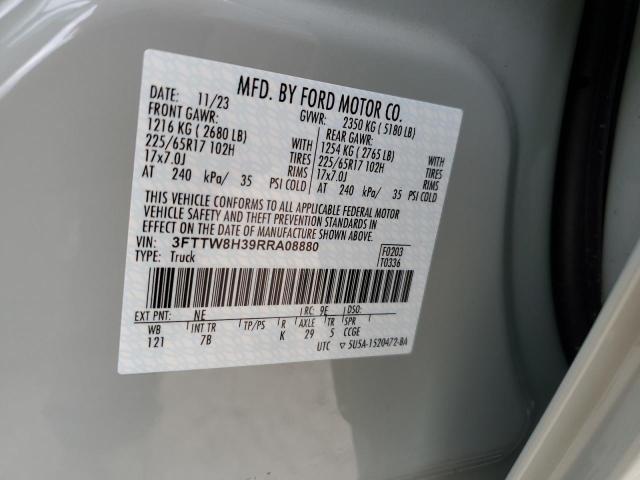 MFD. BY FORD MOTOR CO.
DATE: 11/23 GVWR: 2350 KG ( 5180 LB)
FRONT GAWR: REAR GAWR:
1216 KG ( 2680 LB) WITH 1254 KG ( 2765 LB) WITH
225/65R17 102H TIRES 225/65R17 102H TIRES
17x7.0J RIMS 17x7.0J RIMS
AT 240 kPa/ 35 PSI COLD AT 240 kPa/ 35 PSI COLD
THIS VEHICLE CONFORMS TO ALL APPLICABLE FEDERAL MOTOR
VEHICLE SAFETY AND THEFT PREVENTION STANDARDS IN
EFFECT ON THE DATE OF MANUFACTURE SHOWN ABOVE.
VIN: 3FTTW8H39RRA08880 F0203
TYPE: Truck T0336
EXT PNT: NE RC: 9E DSO:
WB INT TR TP/PS R AXLE TR SPR
121 7B K 29 5 CCGE
UTC ▽ 5U5A-1520472-BA